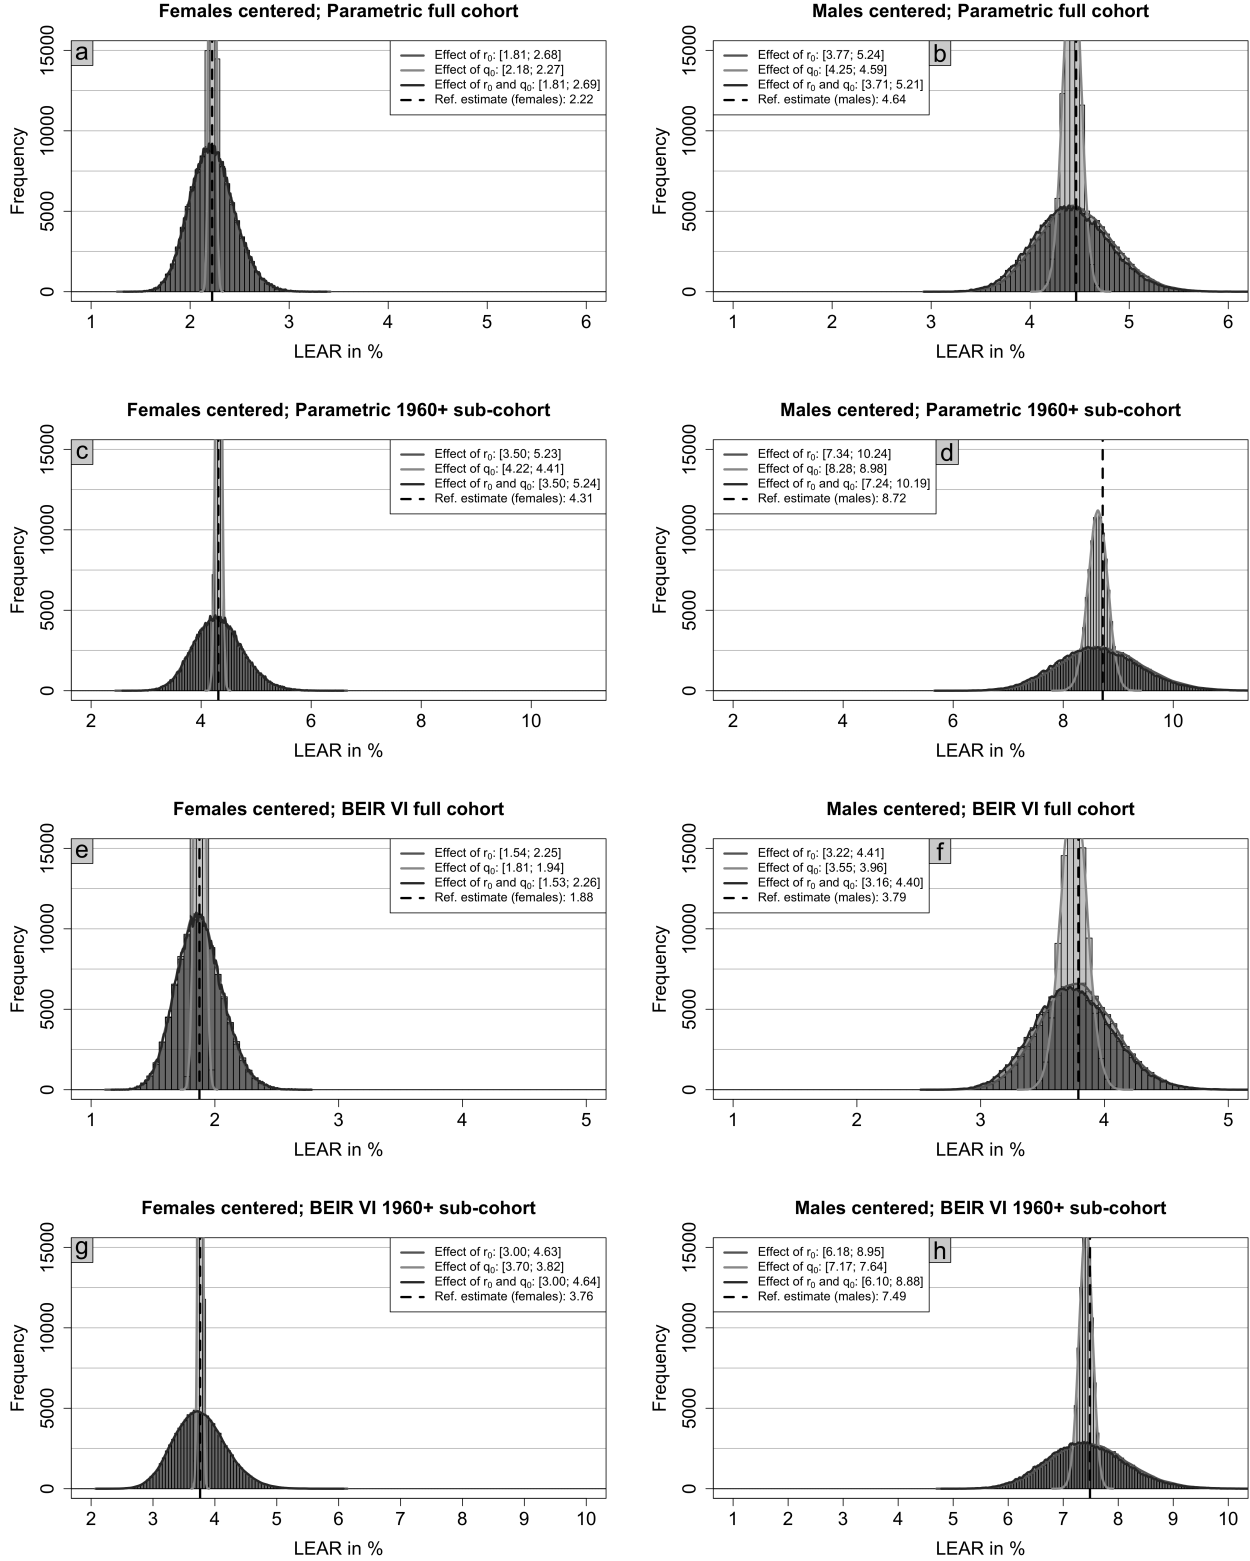 Females centered; Parametric full cohort
a
Effect of r₀: [1.81; 2.68]
Effect of q₀: [2.18; 2.27]
Effect of r₀ and q₀: [1.81; 2.69]
Ref. estimate (females): 2.22
Frequency
15000
10000
5000
0
1 2 3 4 5 6
LEAR in %
Males centered; Parametric full cohort
b
Effect of r₀: [3.77; 5.24]
Effect of q₀: [4.25; 4.59]
Effect of r₀ and q₀: [3.71; 5.21]
Ref. estimate (males): 4.64
Frequency
15000
10000
5000
0
1 2 3 4 5 6
LEAR in %
Females centered; Parametric 1960+ sub-cohort
c
Effect of r₀: [3.50; 5.23]
Effect of q₀: [4.22; 4.41]
Effect of r₀ and q₀: [3.50; 5.24]
Ref. estimate (females): 4.31
Frequency
15000
10000
5000
0
2 4 6 8 10
LEAR in %
Males centered; Parametric 1960+ sub-cohort
d
Effect of r₀: [7.34; 10.24]
Effect of q₀: [8.28; 8.98]
Effect of r₀ and q₀: [7.24; 10.19]
Ref. estimate (males): 8.72
Frequency
15000
10000
5000
0
2 4 6 8 10
LEAR in %
Females centered; BEIR VI full cohort
e
Effect of r₀: [1.54; 2.25]
Effect of q₀: [1.81; 1.94]
Effect of r₀ and q₀: [1.53; 2.26]
Ref. estimate (females): 1.88
Frequency
15000
10000
5000
0
1 2 3 4 5
LEAR in %
Males centered; BEIR VI full cohort
f
Effect of r₀: [3.22; 4.41]
Effect of q₀: [3.55; 3.96]
Effect of r₀ and q₀: [3.16; 4.40]
Ref. estimate (males): 3.79
Frequency
15000
10000
5000
0
1 2 3 4 5
LEAR in %
Females centered; BEIR VI 1960+ sub-cohort
g
Effect of r₀: [3.00; 4.63]
Effect of q₀: [3.70; 3.82]
Effect of r₀ and q₀: [3.00; 4.64]
Ref. estimate (females): 3.76
Frequency
15000
10000
5000
0
2 3 4 5 6 7 8 9 10
LEAR in %
Males centered; BEIR VI 1960+ sub-cohort
h
Effect of r₀: [6.18; 8.95]
Effect of q₀: [7.17; 7.64]
Effect of r₀ and q₀: [6.10; 8.88]
Ref. estimate (males): 7.49
Frequency
15000
10000
5000
0
1 2 3 4 5 6 7 8 9 10
LEAR in %